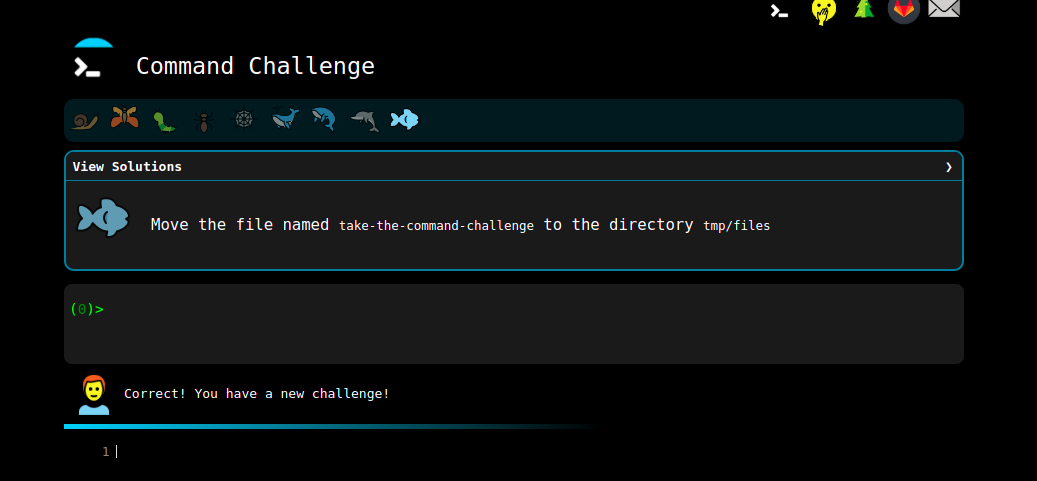 Command Challenge
View Solutions
Move the file named take-the-command-challenge to the directory tmp/files
(0)>
Correct! You have a new challenge!
1